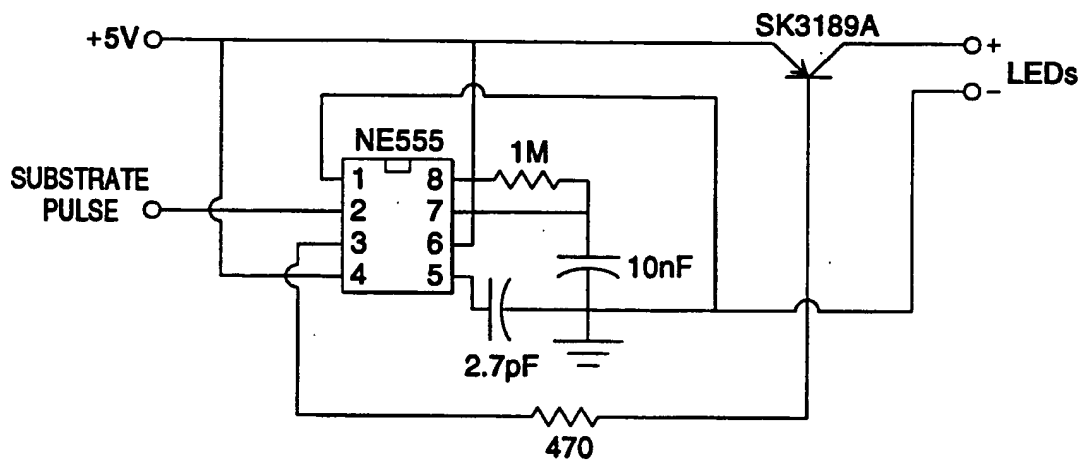 SK3189A
+5V
+
LEDs
−
NE555
1M
1 8
SUBSTRATE
PULSE
2 7
3 6
4 5
10nF
2.7pF
470